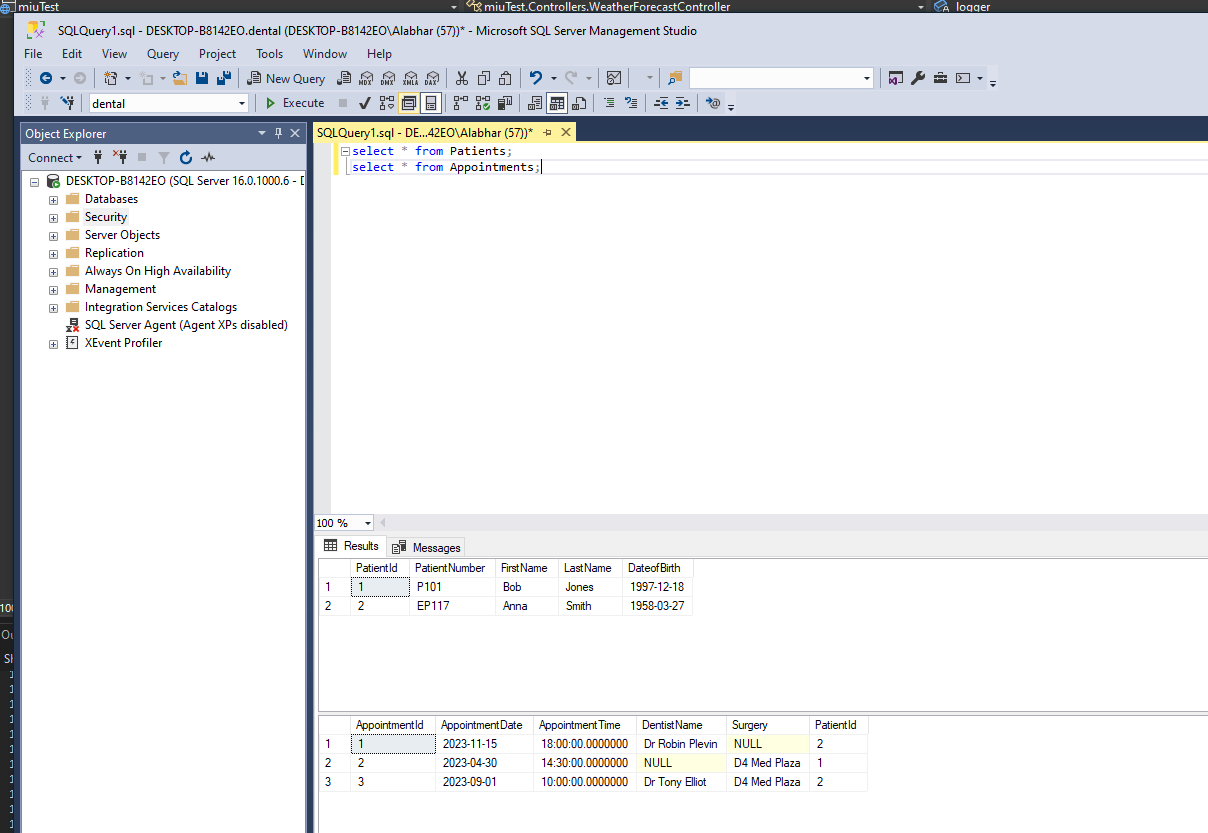 miuTest miuTest.Controllers.WeatherForecastController logger
SQLQuery1.sql - DESKTOP-B8142EO.dental (DESKTOP-B8142EO\Alabhar (57))* - Microsoft SQL Server Management Studio
File Edit View Query Project Tools Window Help
New Query MDX DMX XMLA DAX
dental Execute
Object Explorer
SQLQuery1.sql - DE...42EO\Alabhar (57))*
Connect
select * from Patients;
select * from Appointments;
DESKTOP-B8142EO (SQL Server 16.0.1000.6 - D
Databases
Security
Server Objects
Replication
Always On High Availability
Management
Integration Services Catalogs
SQL Server Agent (Agent XPs disabled)
XEvent Profiler
100 %
Results Messages
PatientId PatientNumber FirstName LastName DateofBirth
1 1 P101 Bob Jones 1997-12-18
2 2 EP117 Anna Smith 1958-03-27
AppointmentId AppointmentDate AppointmentTime DentistName Surgery PatientId
1 1 2023-11-15 18:00:00.0000000 Dr Robin Plevin NULL 2
2 2 2023-04-30 14:30:00.0000000 NULL D4 Med Plaza 1
3 3 2023-09-01 10:00:00.0000000 Dr Tony Elliot D4 Med Plaza 2